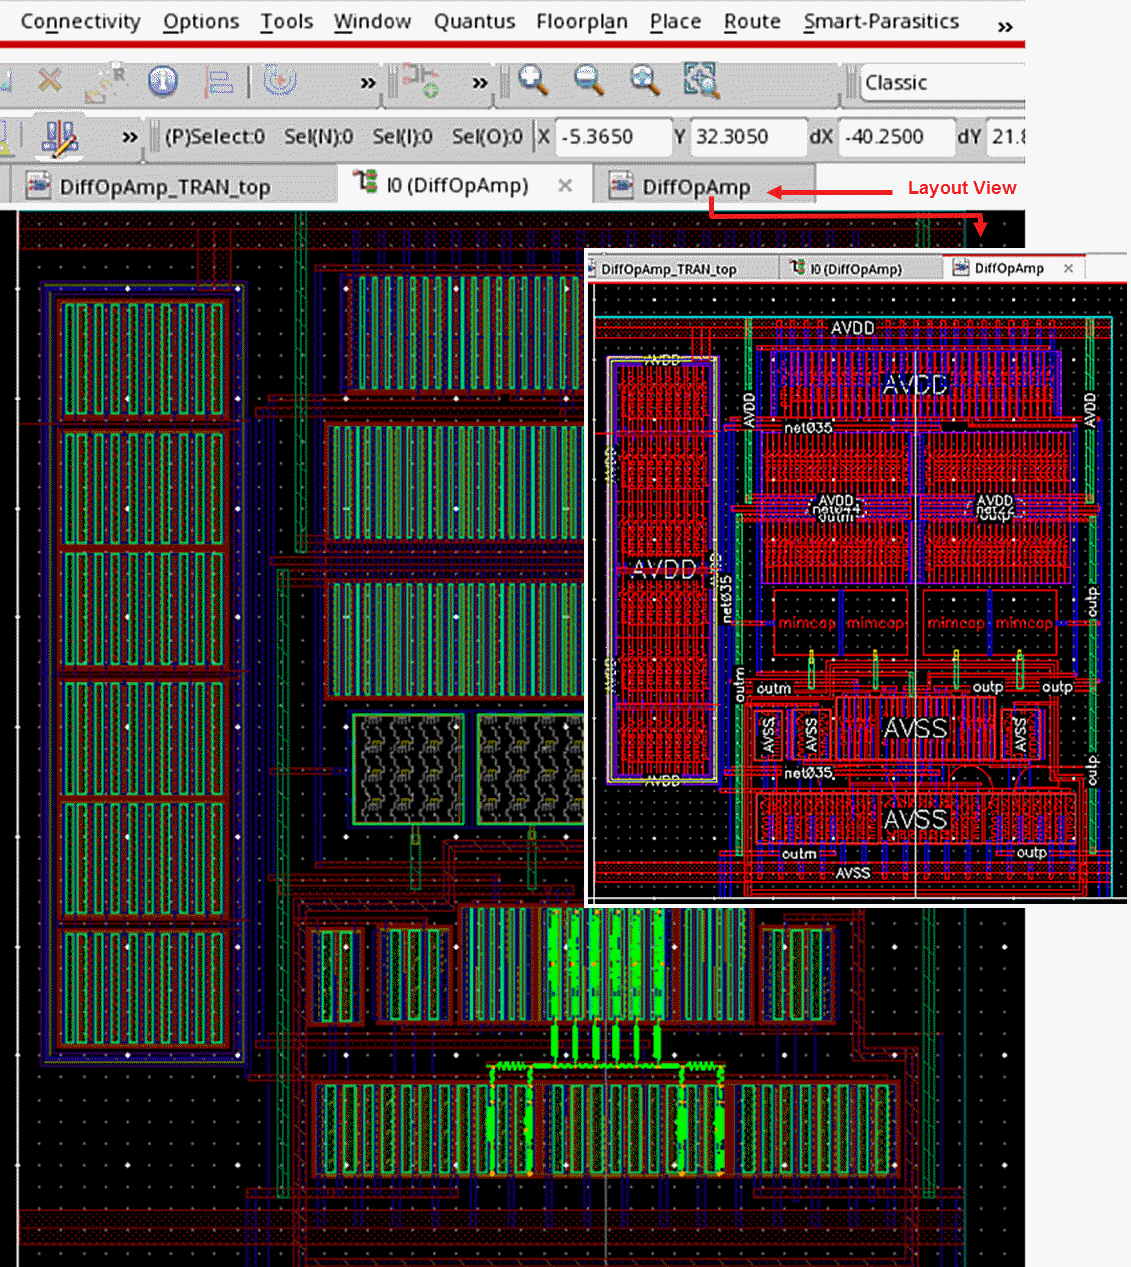 Connectivity Options Tools Window Quantus Floorplan Place Route Smart-Parasitics »
» » Classic
» (P)Select:0 Sel(N):0 Sel(I):0 Sel(O):0 X -5.3650 Y 32.3050 dX -40.2500 dY 21.8
DiffOpAmp_TRAN_top I0 (DiffOpAmp) DiffOpAmp Layout View
DiffOpAmp_TRAN_top I0 (DiffOpAmp) DiffOpAmp
AVDD
AVDD
AVDD
AVDD
AVDD
net035
AVDD
AVDD AVDD
net044 net22
outm outp
AVDD
AVDD
net035
outp
mimcap mimcap mimcap mimcap
AVDD
outm
outm outp outp
AVSS AVSS AVSS AVSS
net035
outp
AVDD
AVSS
outm outp
AVSS